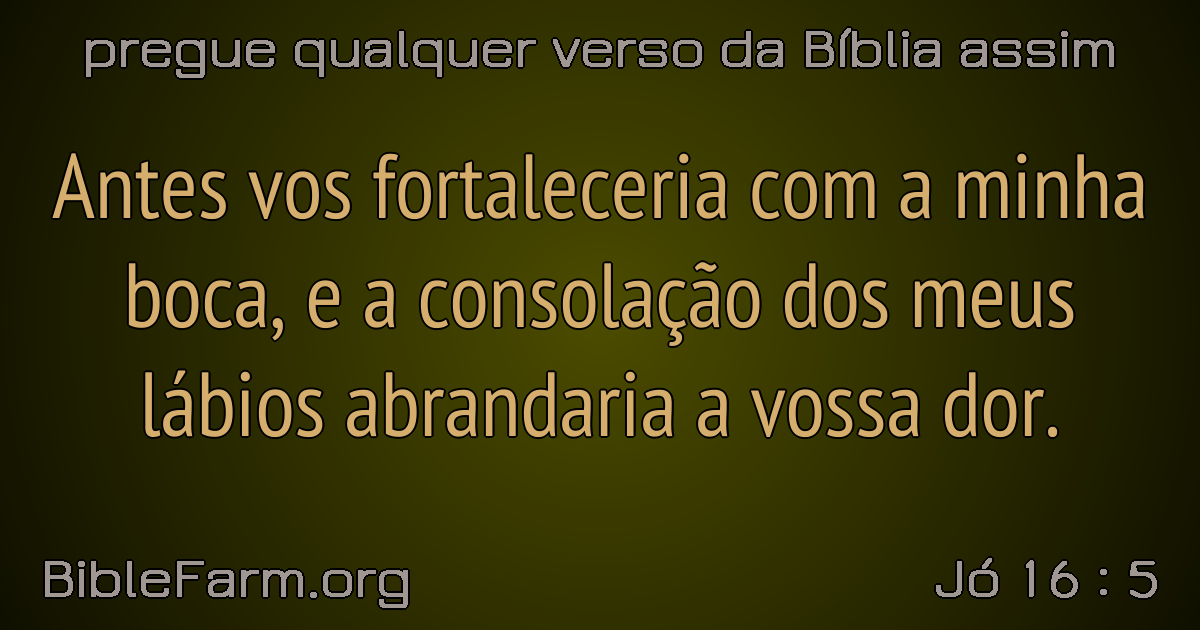 pregue qualquer verso da Bíblia assim
Antes vos fortaleceria com a minha
boca, e a consolação dos meus
lábios abrandaria a vossa dor.
BibleFarm.org
Jó 16 : 5